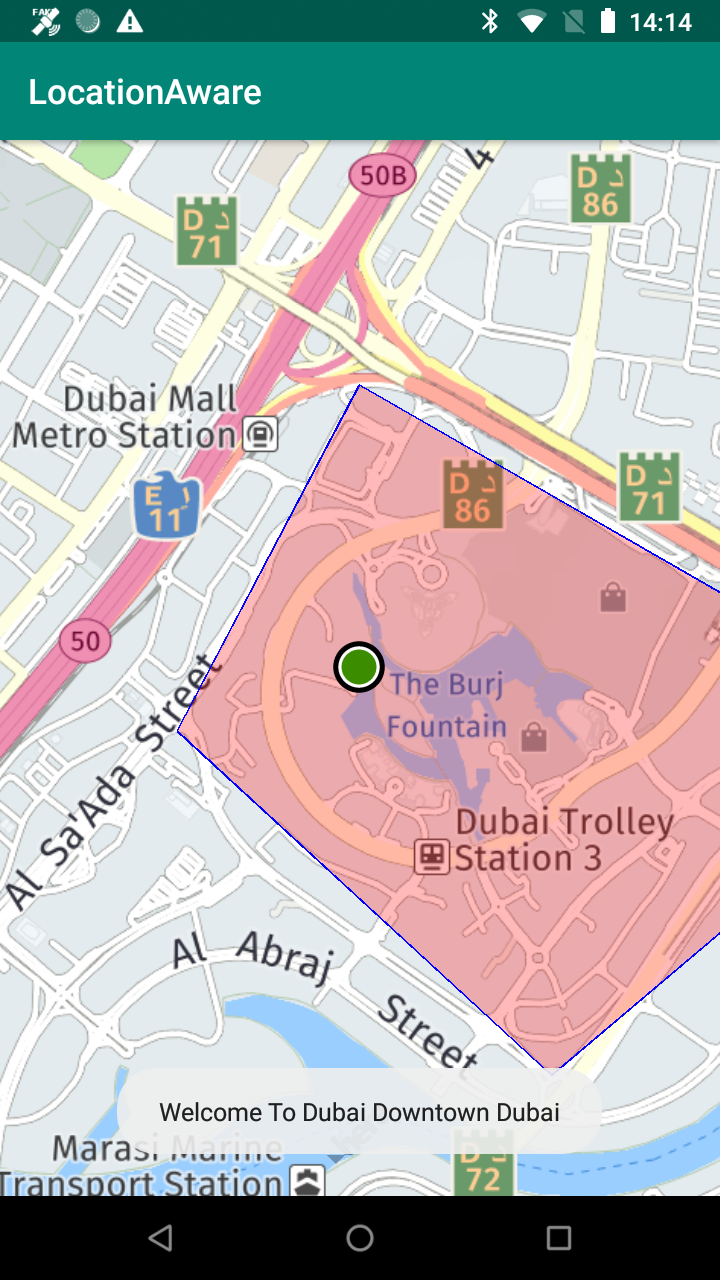 FAKE
14:14
LocationAware
50B
4
D د
86
D د
71
Dubai Mall
Metro Station
D د
86
D د
71
E إ
11
50
The Burj
Fountain
Al Sa'Ada Street
Dubai Trolley
Station 3
Al Abraj Street
Welcome To Dubai Downtown Dubai
Marasi Marine
Transport Station
D د
72